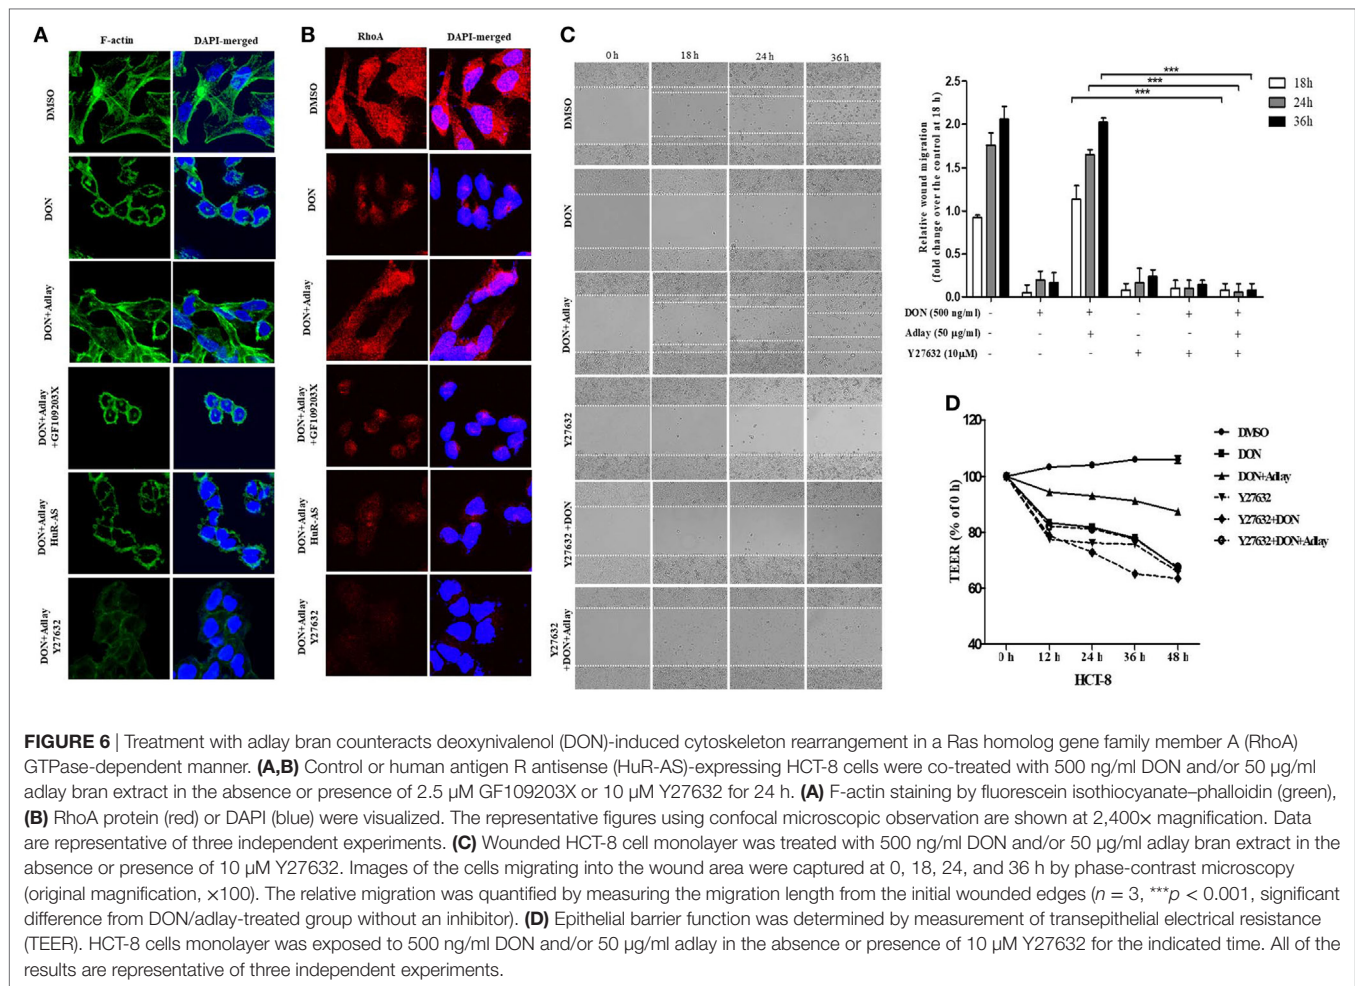 A
F-actin
DAPI-merged
DMSO
DON
DON+Adlay
DON+Adlay
+GF109203X
DON+Adlay
HuR-AS
DON+Adlay
Y27632
B
RhoA
DAPI-merged
DMSO
DON
DON+Adlay
DON+Adlay
+GF109203X
DON+Adlay
HuR-AS
DON+Adlay
Y27632
C
0 h
18 h
24 h
36 h
DMSO
DON
DON+Adlay
Y27632
Y27632+DON
Y27632
+DON+Adlay
Relative wound migration
(fold change over the control at 18 h)
2.5
2.0
1.5
1.0
0.5
0.0
***
***
***
18h
24h
36h
DON (500 ng/ml) - + + - + +
Adlay (50 µg/ml) - - + - - +
Y27632 (10µM) - - - + + +
D
TEER (% of 0 h)
120
100
80
60
40
0 h 12 h 24 h 36 h 48 h
HCT-8
DMSO
DON
DON+Adlay
Y27632
Y27632+DON
Y27632+DON+Adlay
FIGURE 6 | Treatment with adlay bran counteracts deoxynivalenol (DON)-induced cytoskeleton rearrangement in a Ras homolog gene family member A (RhoA)
GTPase-dependent manner. (A,B) Control or human antigen R antisense (HuR-AS)-expressing HCT-8 cells were co-treated with 500 ng/ml DON and/or 50 µg/ml
adlay bran extract in the absence or presence of 2.5 µM GF109203X or 10 µM Y27632 for 24 h. (A) F-actin staining by fluorescein isothiocyanate–phalloidin (green),
(B) RhoA protein (red) or DAPI (blue) were visualized. The representative figures using confocal microscopic observation are shown at 2,400× magnification. Data
are representative of three independent experiments. (C) Wounded HCT-8 cell monolayer was treated with 500 ng/ml DON and/or 50 µg/ml adlay bran extract in the
absence or presence of 10 µM Y27632. Images of the cells migrating into the wound area were captured at 0, 18, 24, and 36 h by phase-contrast microscopy
(original magnification, ×100). The relative migration was quantified by measuring the migration length from the initial wounded edges (n = 3, ***p < 0.001, significant
difference from DON/adlay-treated group without an inhibitor). (D) Epithelial barrier function was determined by measurement of transepithelial electrical resistance
(TEER). HCT-8 cells monolayer was exposed to 500 ng/ml DON and/or 50 µg/ml adlay in the absence or presence of 10 µM Y27632 for the indicated time. All of the
results are representative of three independent experiments.